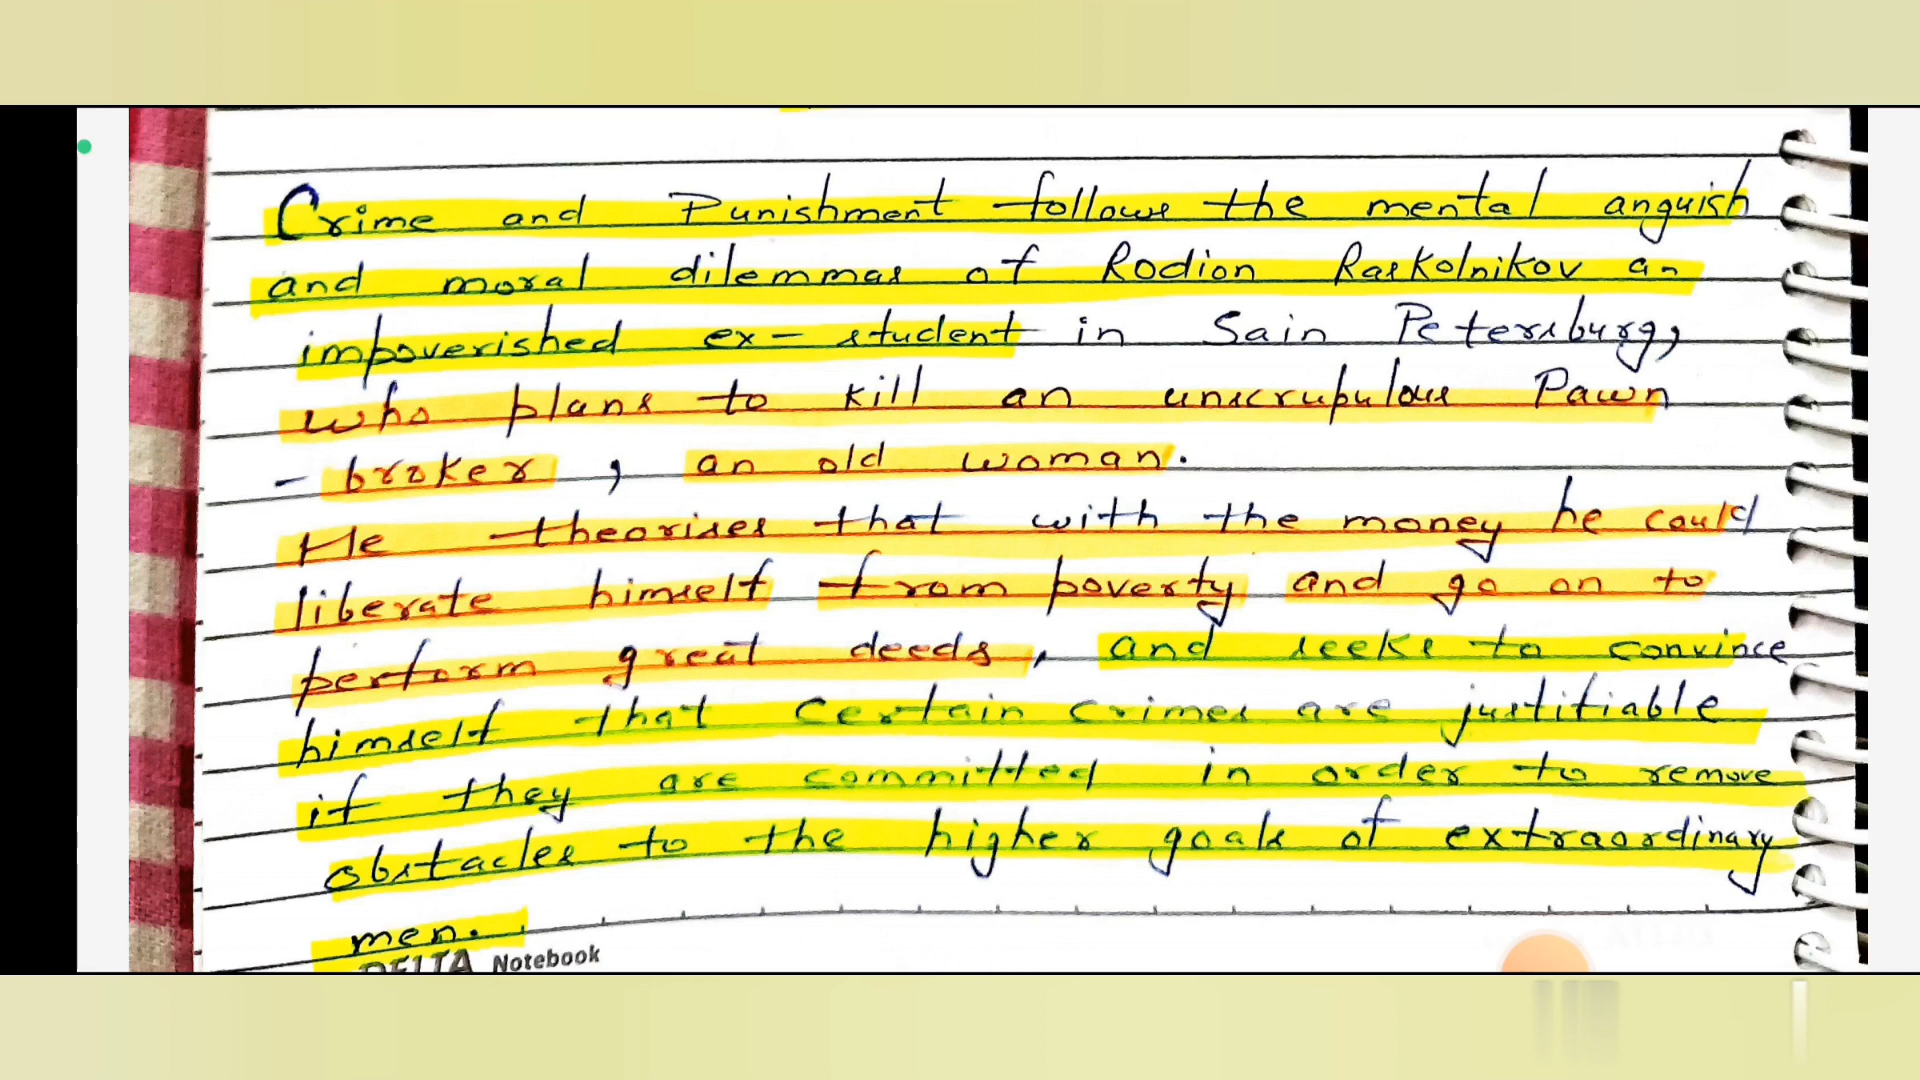 Crime and Punishment follows the mental anguish
and moral dilemmas of Rodion Raskolnikov an
impoverished ex-student in Sain Petersburg,
who plans to kill an unscrupulous Pawn
- broker, an old woman.
He theorises that with the money he could
liberate himself from poverty and go on to
perform great deeds, and seeks to convince
himself that certain crimes are justifiable
if they are committed in order to remove
obstacles to the higher goals of extraordinary
men.
DELTA Notebook